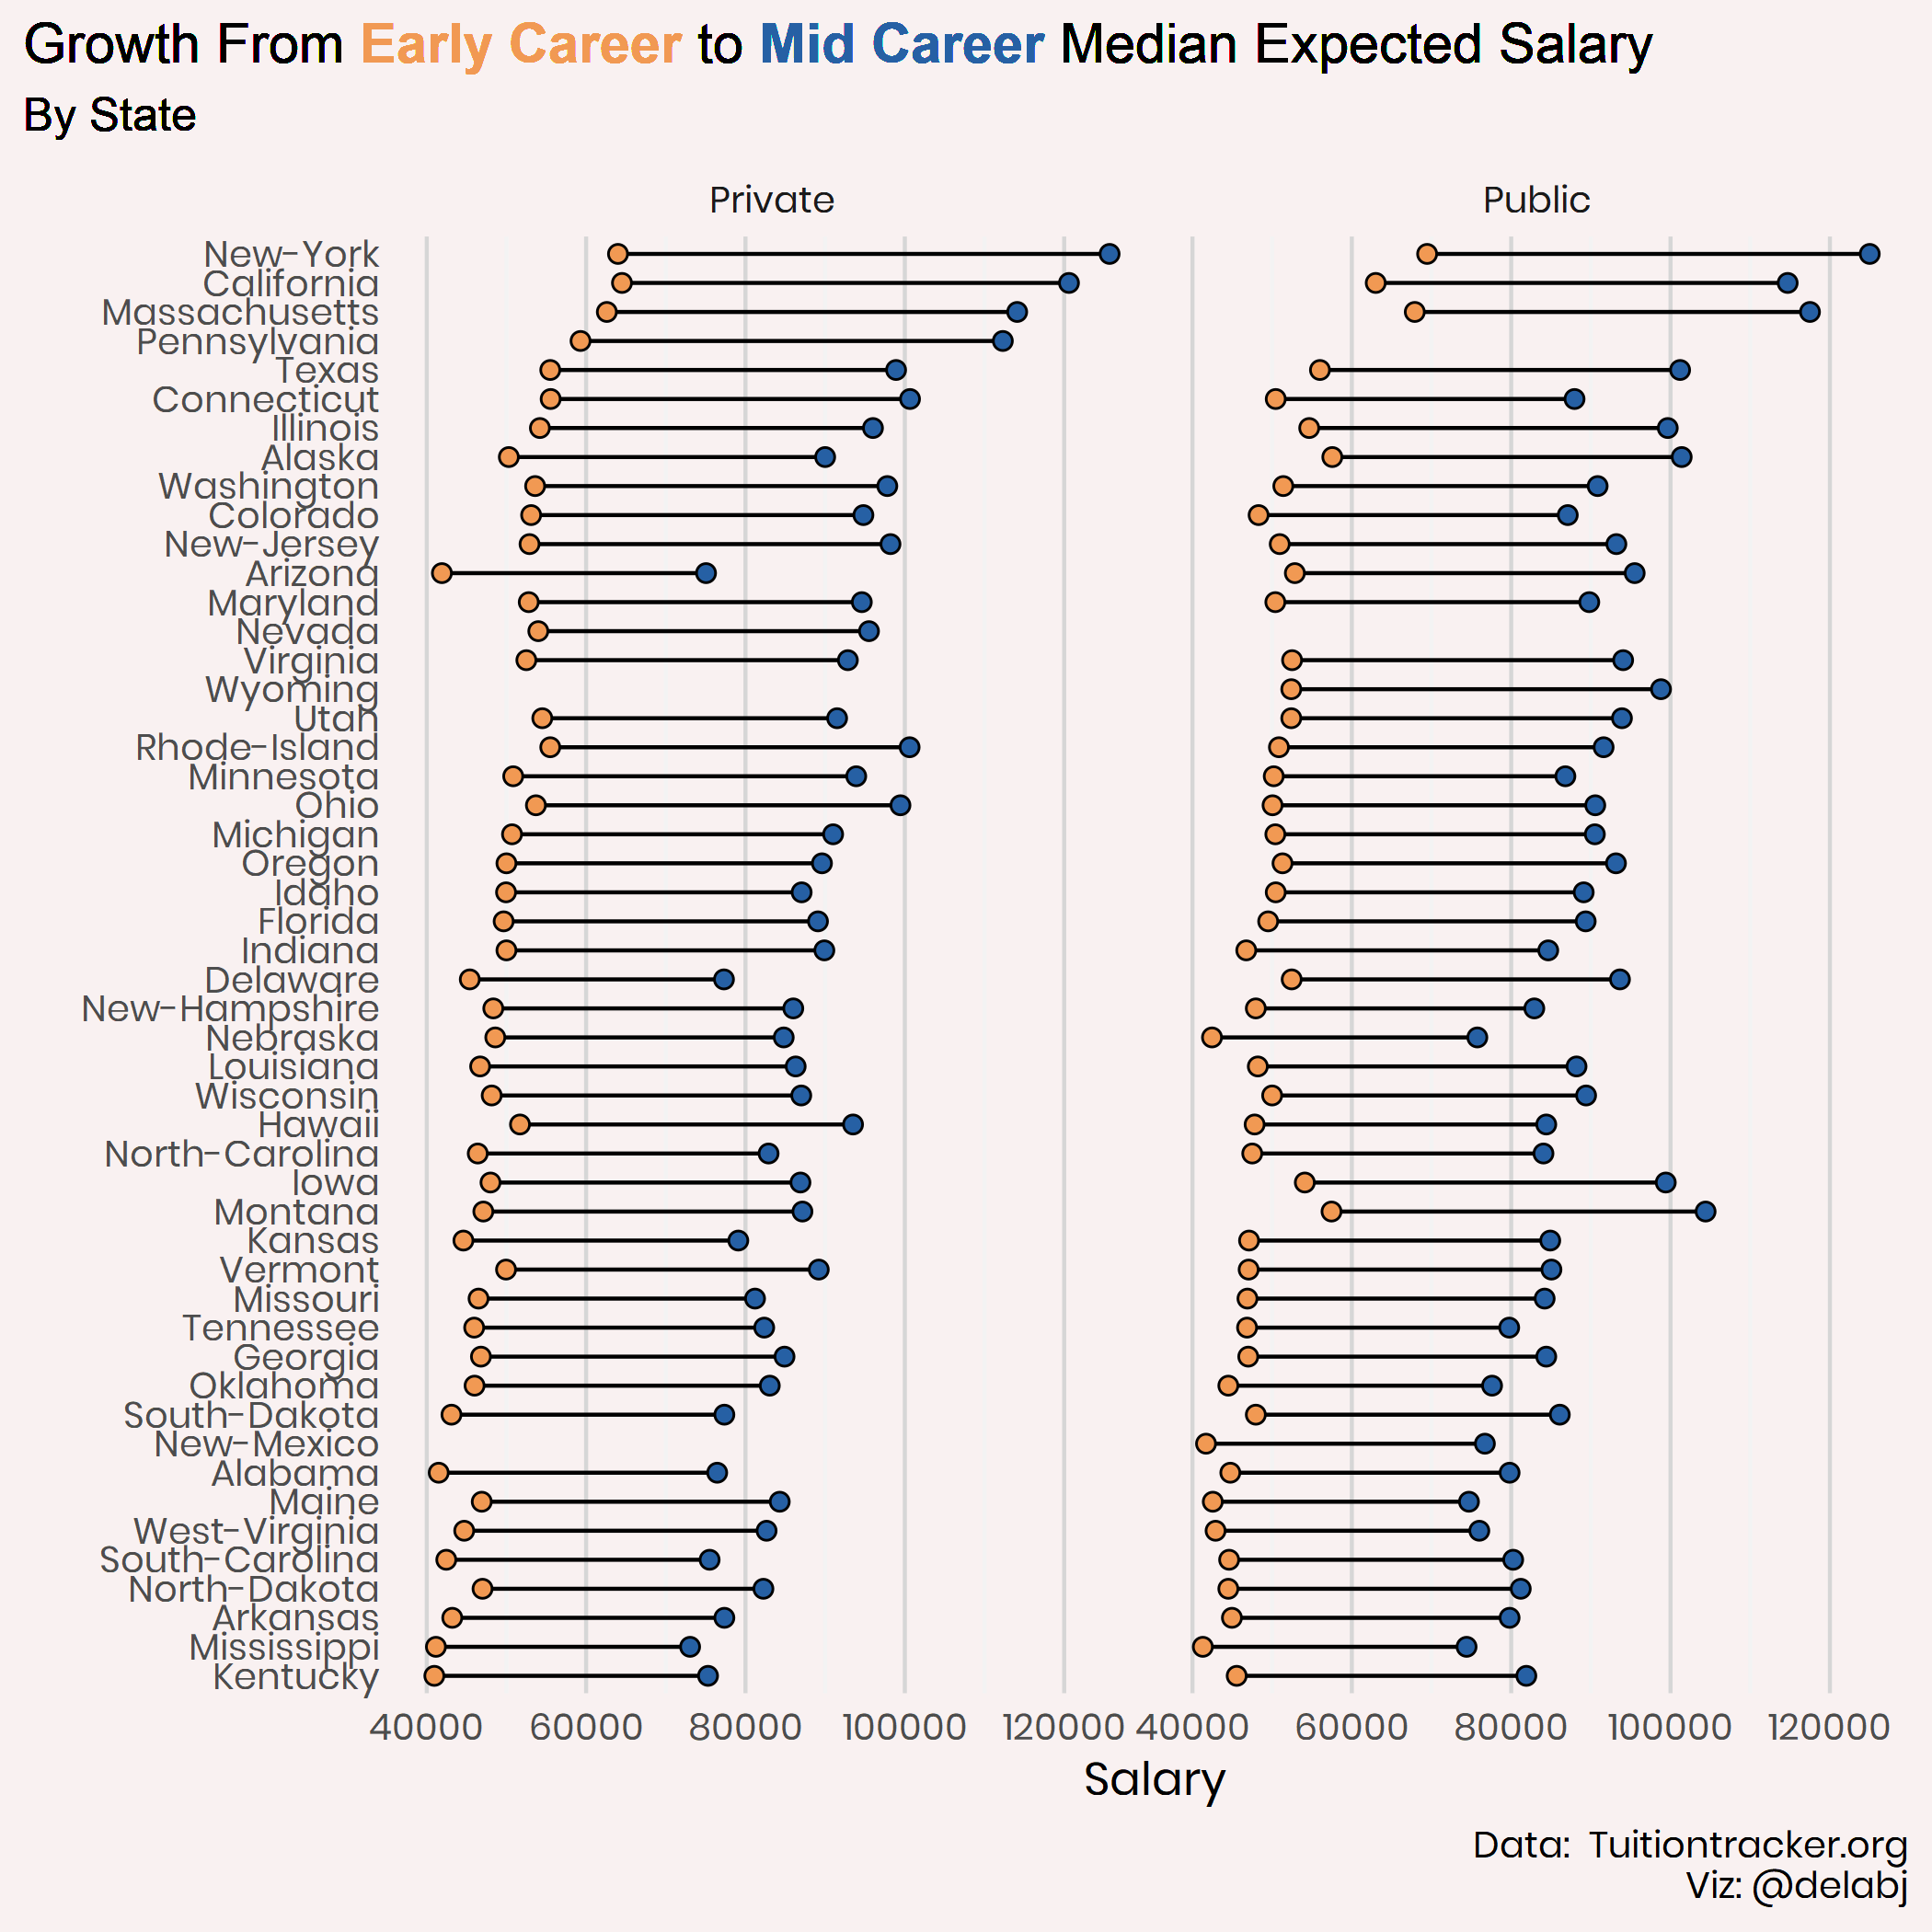 Growth From Early Career to Mid Career Median Expected Salary
By State
Private
Public
New-York
California
Massachusetts
Pennsylvania
Texas
Connecticut
Illinois
Alaska
Washington
Colorado
New-Jersey
Arizona
Maryland
Nevada
Virginia
Wyoming
Utah
Rhode-Island
Minnesota
Ohio
Michigan
Oregon
Idaho
Florida
Indiana
Delaware
New-Hampshire
Nebraska
Louisiana
Wisconsin
Hawaii
North-Carolina
Iowa
Montana
Kansas
Vermont
Missouri
Tennessee
Georgia
Oklahoma
South-Dakota
New-Mexico
Alabama
Maine
West-Virginia
South-Carolina
North-Dakota
Arkansas
Mississippi
Kentucky
40000 60000 80000 100000 120000 40000 60000 80000 100000 120000
Salary
Data: Tuitiontracker.org
Viz: @delabj